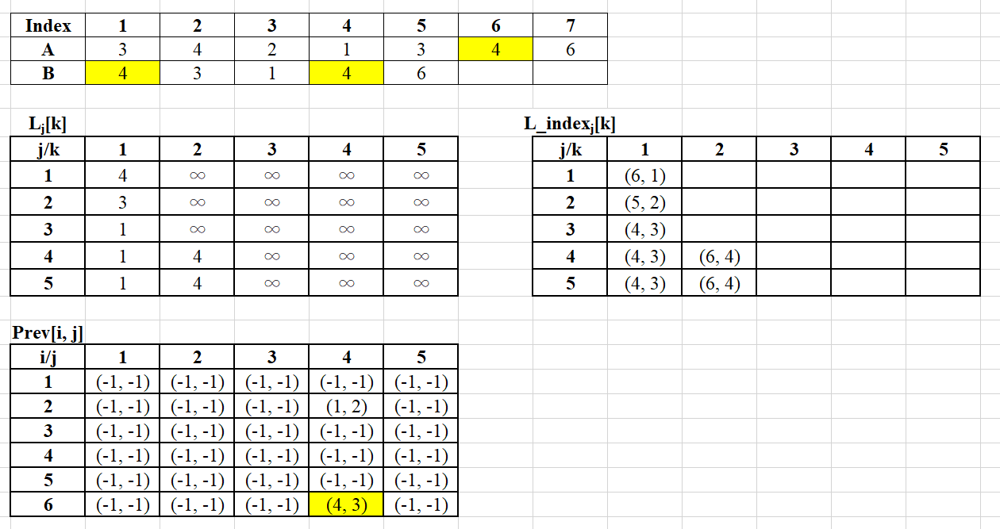 Index 1 2 3 4 5 6 7
A 3 4 2 1 3 4 6
B 4 3 1 4 6
Lj[k] L_indexj[k]
j/k 1 2 3 4 5 j/k 1 2 3 4 5
1 4 ∞ ∞ ∞ ∞ 1 (6, 1)
2 3 ∞ ∞ ∞ ∞ 2 (5, 2)
3 1 ∞ ∞ ∞ ∞ 3 (4, 3)
4 1 4 ∞ ∞ ∞ 4 (4, 3) (6, 4)
5 1 4 ∞ ∞ ∞ 5 (4, 3) (6, 4)
Prev[i, j]
i/j 1 2 3 4 5
1 (-1, -1) (-1, -1) (-1, -1) (-1, -1) (-1, -1)
2 (-1, -1) (-1, -1) (-1, -1) (1, 2) (-1, -1)
3 (-1, -1) (-1, -1) (-1, -1) (-1, -1) (-1, -1)
4 (-1, -1) (-1, -1) (-1, -1) (-1, -1) (-1, -1)
5 (-1, -1) (-1, -1) (-1, -1) (-1, -1) (-1, -1)
6 (-1, -1) (-1, -1) (-1, -1) (4, 3) (-1, -1)